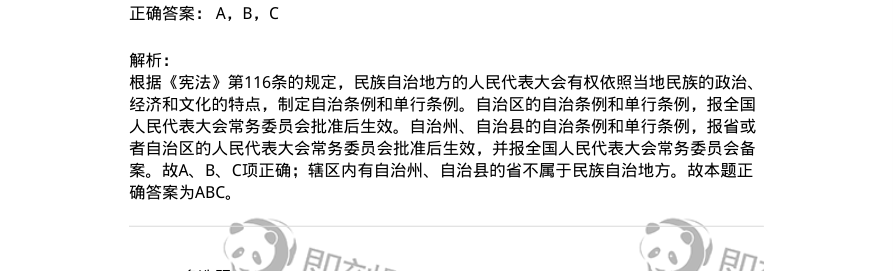 正确答案： A，B，C
解析：
根据《宪法》第116条的规定，民族自治地方的人民代表大会有权依照当地民族的政治、
经济和文化的特点，制定自治条例和单行条例。自治区的自治条例和单行条例，报全国
人民代表大会常务委员会批准后生效。自治州、自治县的自治条例和单行条例，报省或
者自治区的人民代表大会常务委员会批准后生效，并报全国人民代表大会常务委员会备
案。故A、B、C项正确；辖区内有自治州、自治县的省不属于民族自治地方。故本题正
确答案为ABC。